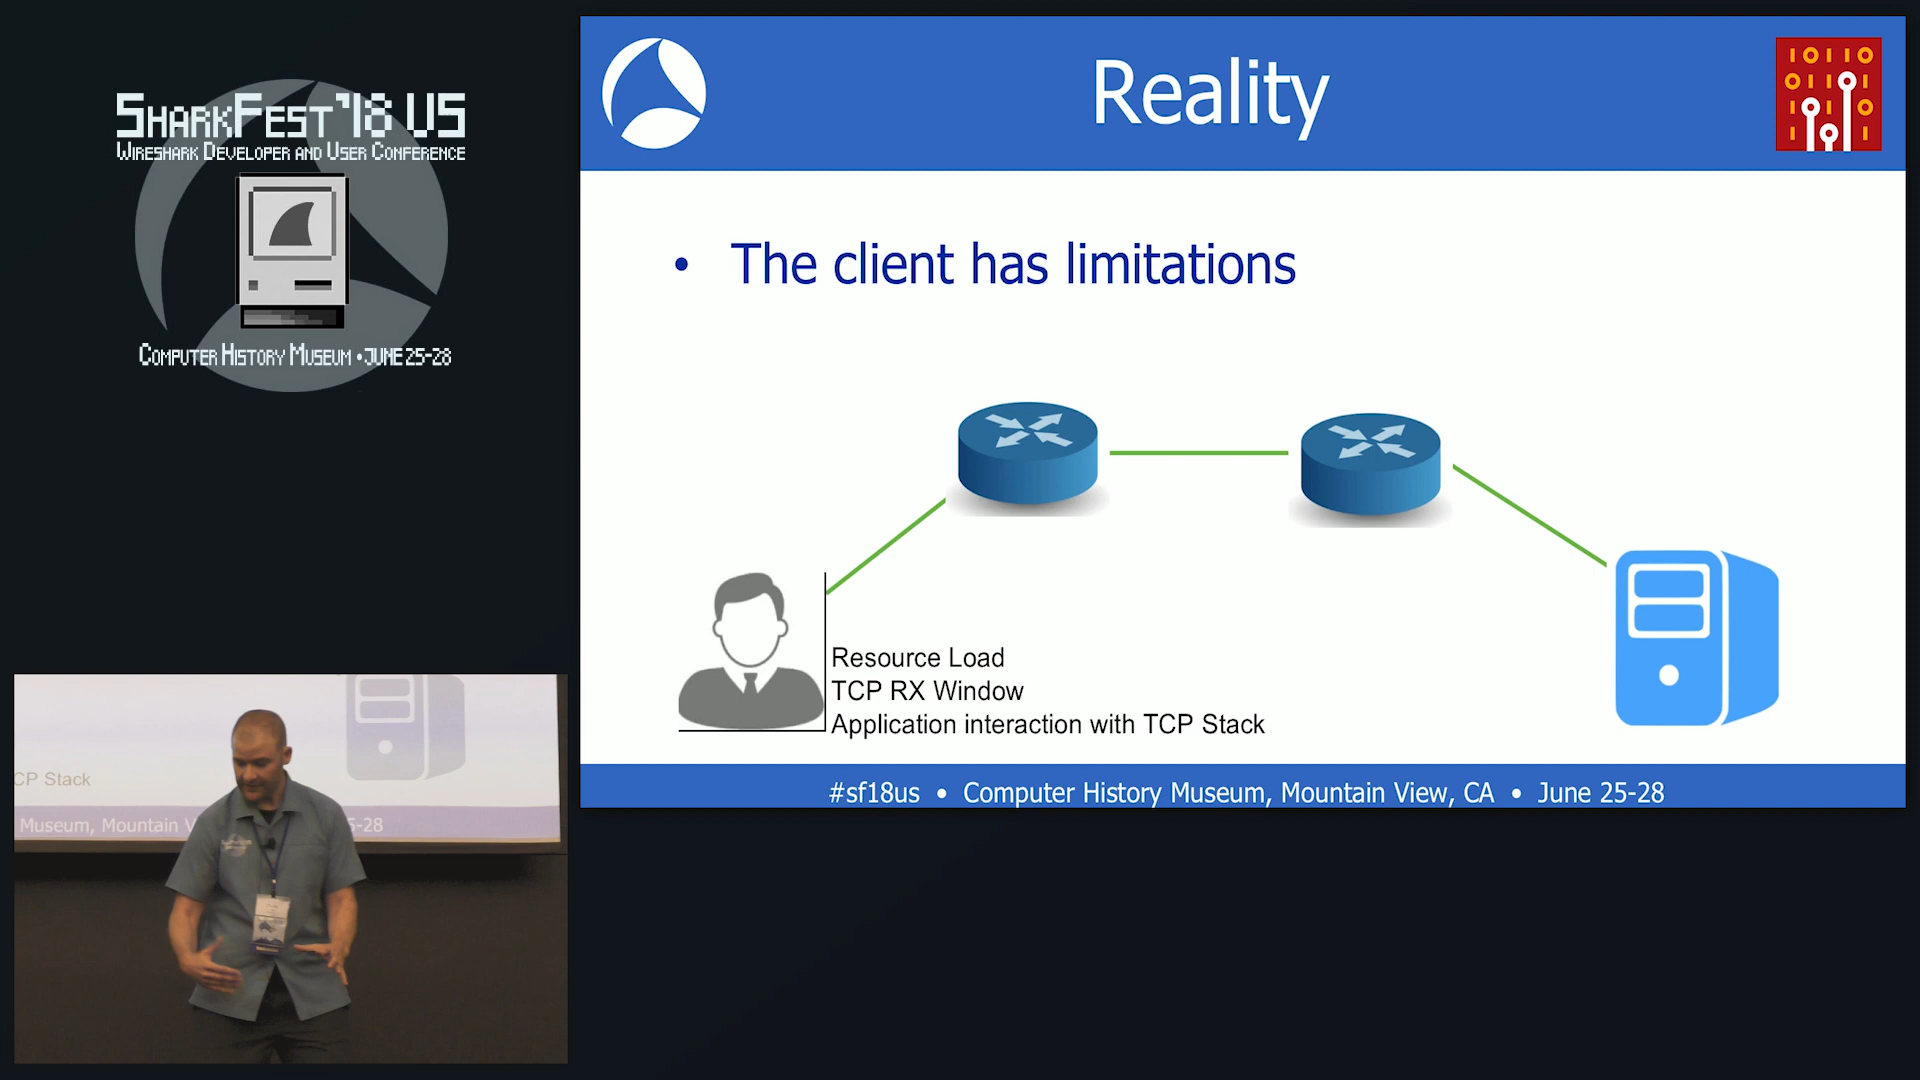 SharkFest'18 US
Wireshark Developer and User Conference
Computer History Museum • June 25-28
Reality
10110
01101
• The client has limitations
Resource Load
TCP RX Window
Application interaction with TCP Stack
#sf18us • Computer History Museum, Mountain View, CA • June 25-28
CP Stack
Museum, Mountain V
5-28